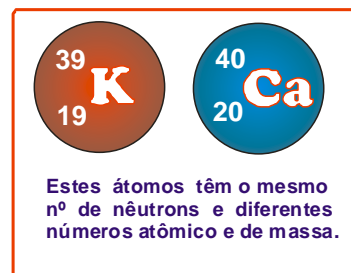 39 K 19
40 Ca 20
Estes átomos têm o mesmo
nº de nêutrons e diferentes
números atômico e de massa.